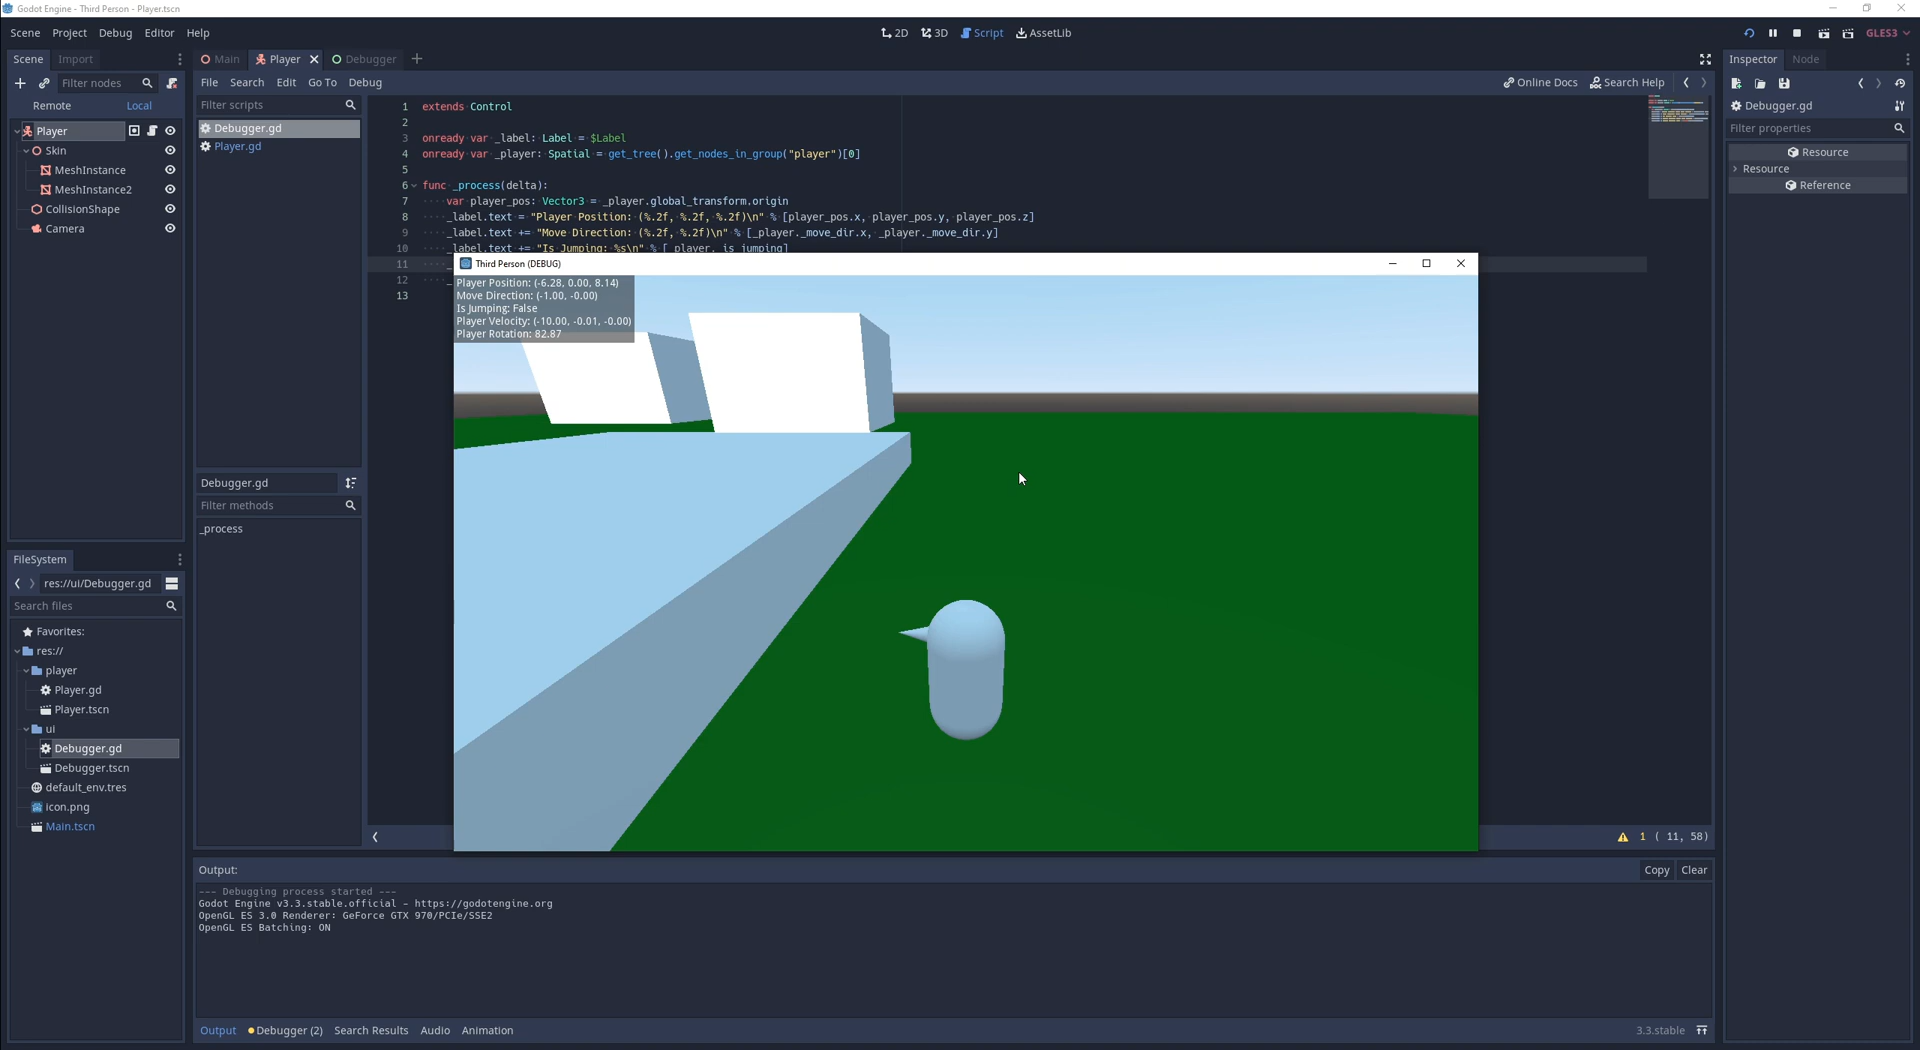 Godot Engine - Third Person - Player.tscn
Scene Project Debug Editor Help
2D 3D Script AssetLib
GLES3
Scene Import
Filter nodes
Remote Local
Player
Skin
MeshInstance
MeshInstance2
CollisionShape
Camera
FileSystem
res://ui/Debugger.gd
Search files
Favorites:
res://
player
Player.gd
Player.tscn
ui
Debugger.gd
Debugger.tscn
default_env.tres
icon.png
Main.tscn
Main Player Debugger
File Search Edit Go To Debug
Online Docs Search Help
Filter scripts
Debugger.gd
Player.gd
Debugger.gd
Filter methods
_process
1 extends Control
2
3 onready var _label: Label = $Label
4 onready var _player: Spatial = get_tree().get_nodes_in_group("player")[0]
5
6 func _process(delta):
7 var player_pos: Vector3 = _player.global_transform.origin
8 _label.text = "Player Position: (%.2f, %.2f, %.2f)\n" % [player_pos.x, player_pos.y, player_pos.z]
9 _label.text += "Move Direction: (%.2f, %.2f)\n" % [_player._move_dir.x, _player._move_dir.y]
10 _label.text += "Is Jumping: %s\n" % [_player._is_jumping]
11
12
13
Third Person (DEBUG)
Player Position: (-6.28, 0.00, 8.14)
Move Direction: (-1.00, -0.00)
Is Jumping: False
Player Velocity: (-10.00, -0.01, -0.00)
Player Rotation: 82.87
1 ( 11, 58)
Output:
Copy Clear
--- Debugging process started ---
Godot Engine v3.3.stable.official - https://godotengine.org
OpenGL ES 3.0 Renderer: GeForce GTX 970/PCIe/SSE2
OpenGL ES Batching: ON
Output Debugger (2) Search Results Audio Animation
3.3.stable
Inspector Node
Debugger.gd
Filter properties
Resource
Resource
Reference